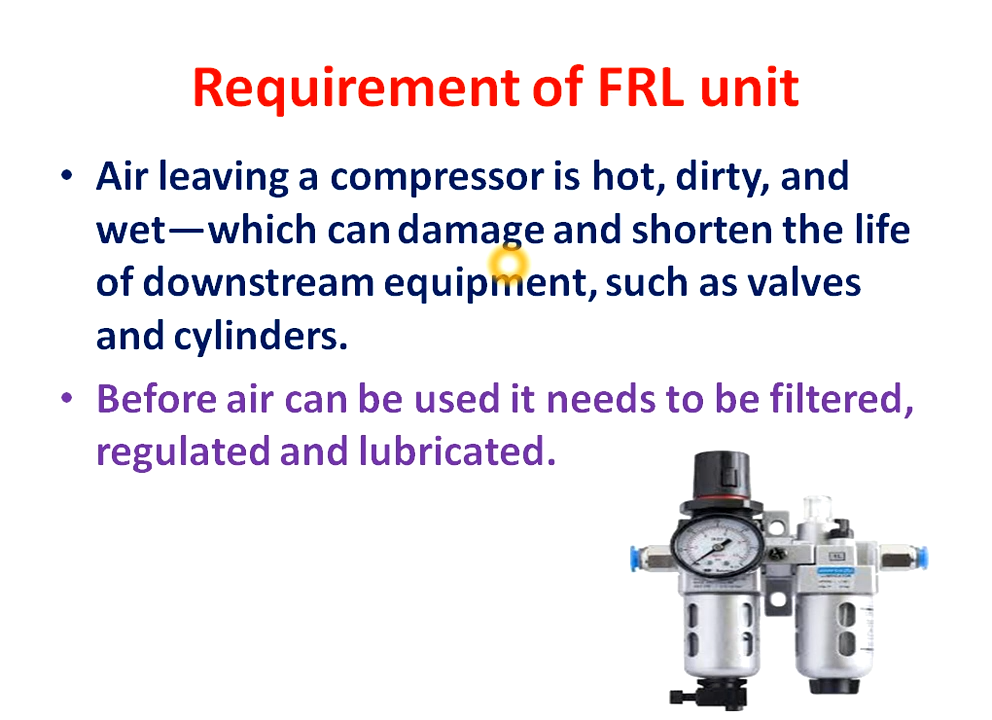 Requirement of FRL unit
• Air leaving a compressor is hot, dirty, and
wet—which can damage and shorten the life
of downstream equipment, such as valves
and cylinders.
• Before air can be used it needs to be filtered,
regulated and lubricated.